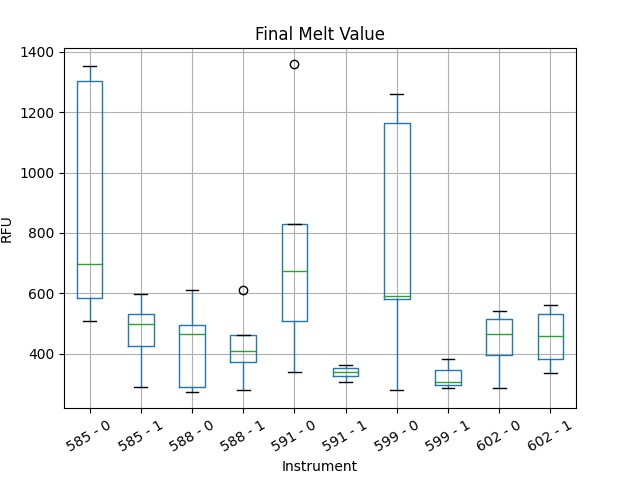 Final Melt Value
1400
1200
1000
800
600
400
RFU
585 - 0
585 - 1
588 - 0
588 - 1
591 - 0
591 - 1
599 - 0
599 - 1
602 - 0
602 - 1
Instrument